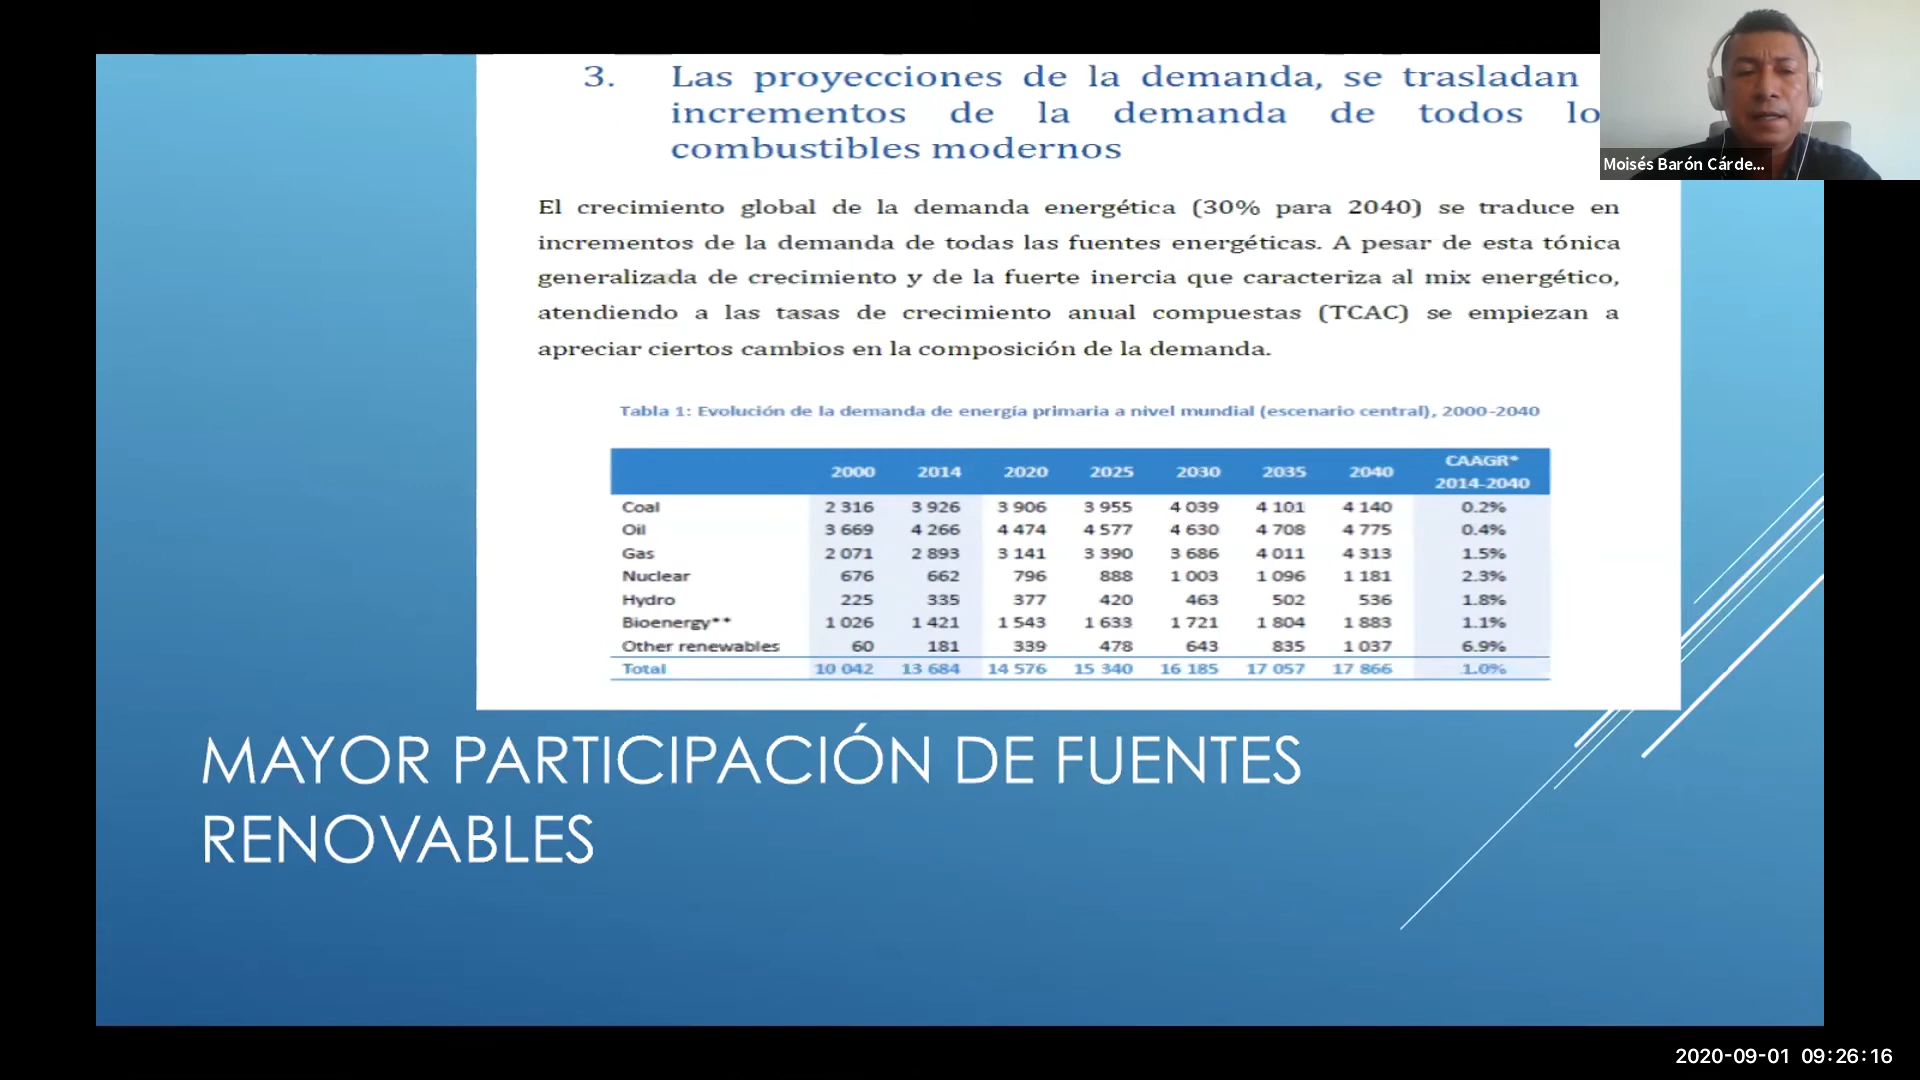 3. Las proyecciones de la demanda, se trasladan
incrementos de la demanda de todos lo
combustibles modernos
Moisés Barón Cárde...
El crecimiento global de la demanda energética (30% para 2040) se traduce en
incrementos de la demanda de todas las fuentes energéticas. A pesar de esta tónica
generalizada de crecimiento y de la fuerte inercia que caracteriza al mix energético,
atendiendo a las tasas de crecimiento anual compuestas (TCAC) se empiezan a
apreciar ciertos cambios en la composición de la demanda.
Tabla 1: Evolución de la demanda de energía primaria a nivel mundial (escenario central), 2000-2040
2000 2014 2020 2025 2030 2035 2040 CAAGR* 2014-2040
Coal 2 316 3 926 3 906 3 955 4 039 4 101 4 140 0.2%
Oil 3 669 4 266 4 474 4 577 4 630 4 708 4 775 0.4%
Gas 2 071 2 893 3 141 3 390 3 686 4 011 4 313 1.5%
Nuclear 676 662 796 888 1 003 1 096 1 181 2.3%
Hydro 225 335 377 420 463 502 536 1.8%
Bioenergy** 1 026 1 421 1 543 1 633 1 721 1 804 1 883 1.1%
Other renewables 60 181 339 478 643 835 1 037 6.9%
Total 10 042 13 684 14 576 15 340 16 185 17 057 17 866 1.0%
MAYOR PARTICIPACIÓN DE FUENTES
RENOVABLES
2020-09-01 09:26:16